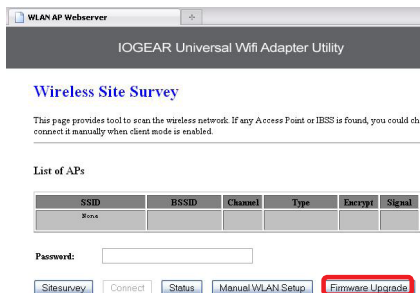 WLAN AP Webserver
IOGEAR Universal Wifi Adapter Utility
Wireless Site Survey
This page provides tool to scan the wireless network. If any Access Point or IBSS is found, you could ch
connect it manually when client mode is enabled.
List of APs
SSID BSSID Channel Type Encrypt Signal
None
Password:
Sitesurvey Connect Status Manual WLAN Setup Firmware Upgrade